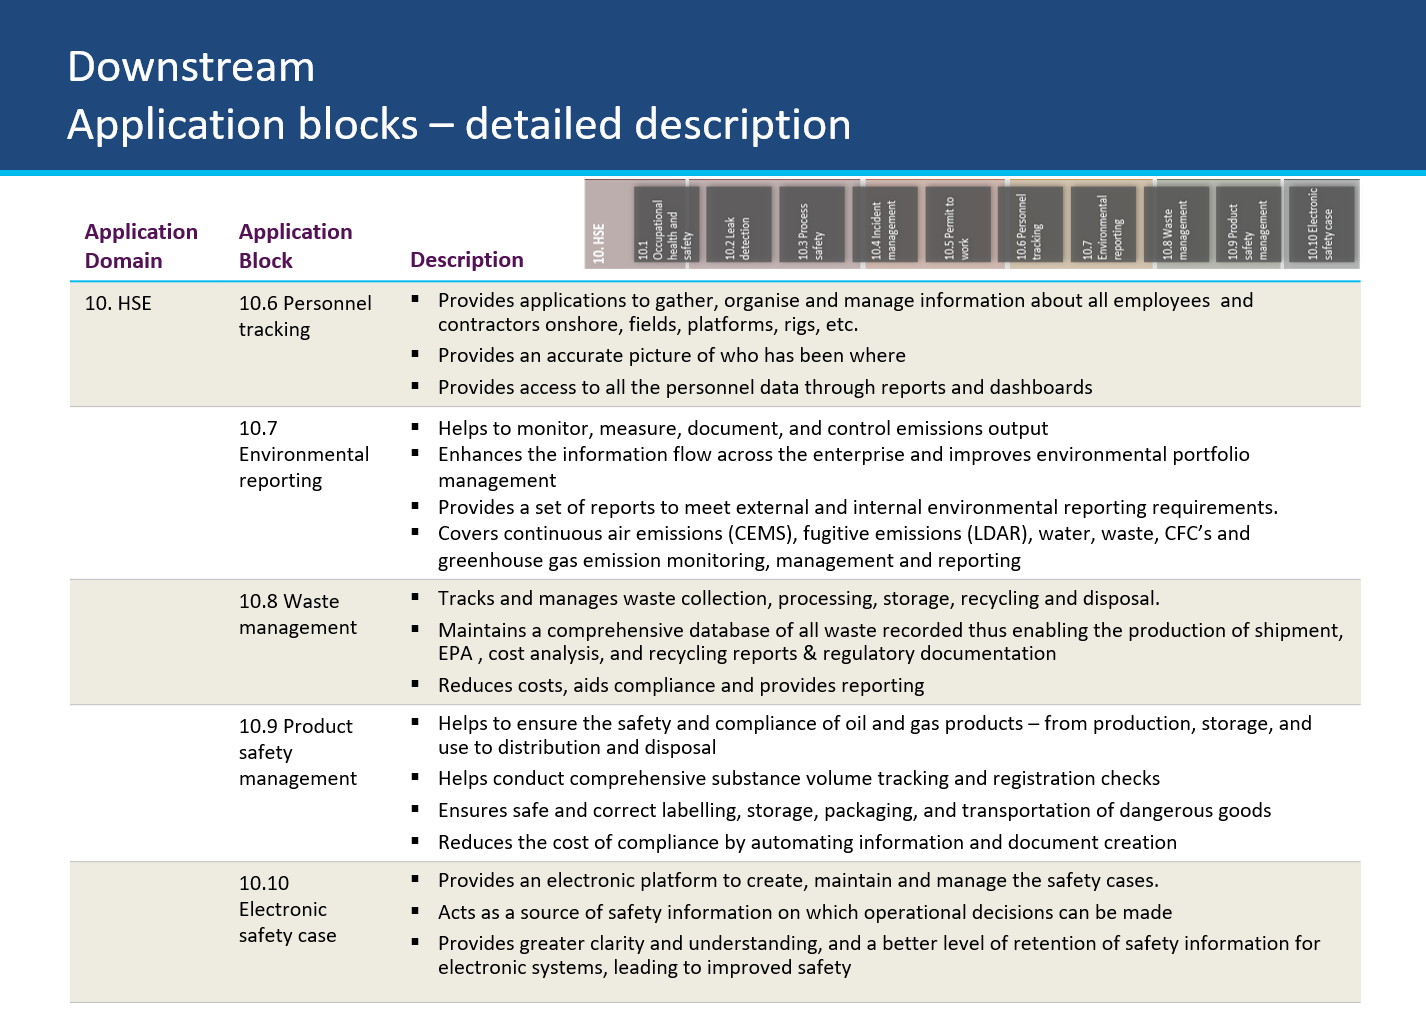 Downstream
Application blocks – detailed description
10. HSE
10.1
Occupational
health and
safety
10.2 Leak
detection
10.3 Process
safety
10.4 Incident
management
10.5 Permit to
work
10.6 Personnel
tracking
10.7
Environmental
reporting
10.8 Waste
management
10.9 Product
safety
management
10.10 Electronic
safety case
Application
Domain
Application
Block
Description
10. HSE
10.6 Personnel
tracking
▪ Provides applications to gather, organise and manage information about all employees  and
contractors onshore, fields, platforms, rigs, etc.
▪ Provides an accurate picture of who has been where
▪ Provides access to all the personnel data through reports and dashboards
10.7
Environmental
reporting
▪ Helps to monitor, measure, document, and control emissions output
▪ Enhances the information flow across the enterprise and improves environmental portfolio
management
▪ Provides a set of reports to meet external and internal environmental reporting requirements.
▪ Covers continuous air emissions (CEMS), fugitive emissions (LDAR), water, waste, CFC’s and
greenhouse gas emission monitoring, management and reporting
10.8 Waste
management
▪ Tracks and manages waste collection, processing, storage, recycling and disposal.
▪ Maintains a comprehensive database of all waste recorded thus enabling the production of shipment,
EPA , cost analysis, and recycling reports & regulatory documentation
▪ Reduces costs, aids compliance and provides reporting
10.9 Product
safety
management
▪ Helps to ensure the safety and compliance of oil and gas products – from production, storage, and
use to distribution and disposal
▪ Helps conduct comprehensive substance volume tracking and registration checks
▪ Ensures safe and correct labelling, storage, packaging, and transportation of dangerous goods
▪ Reduces the cost of compliance by automating information and document creation
10.10
Electronic
safety case
▪ Provides an electronic platform to create, maintain and manage the safety cases.
▪ Acts as a source of safety information on which operational decisions can be made
▪ Provides greater clarity and understanding, and a better level of retention of safety information for
electronic systems, leading to improved safety